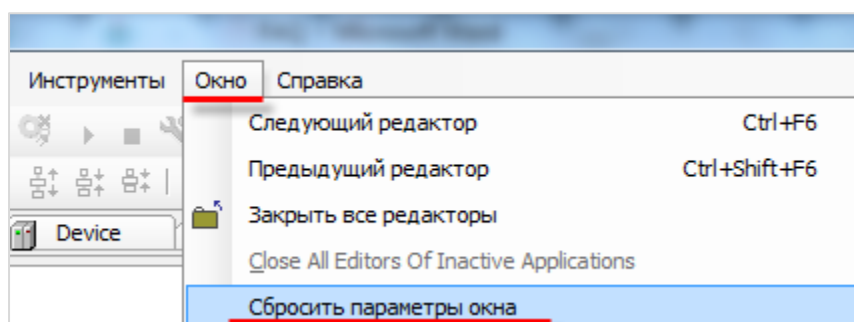 Инструменты Окно Справка
Следующий редактор Ctrl+F6
Предыдущий редактор Ctrl+Shift+F6
Закрыть все редакторы
Device
Close All Editors Of Inactive Applications
Сбросить параметры окна